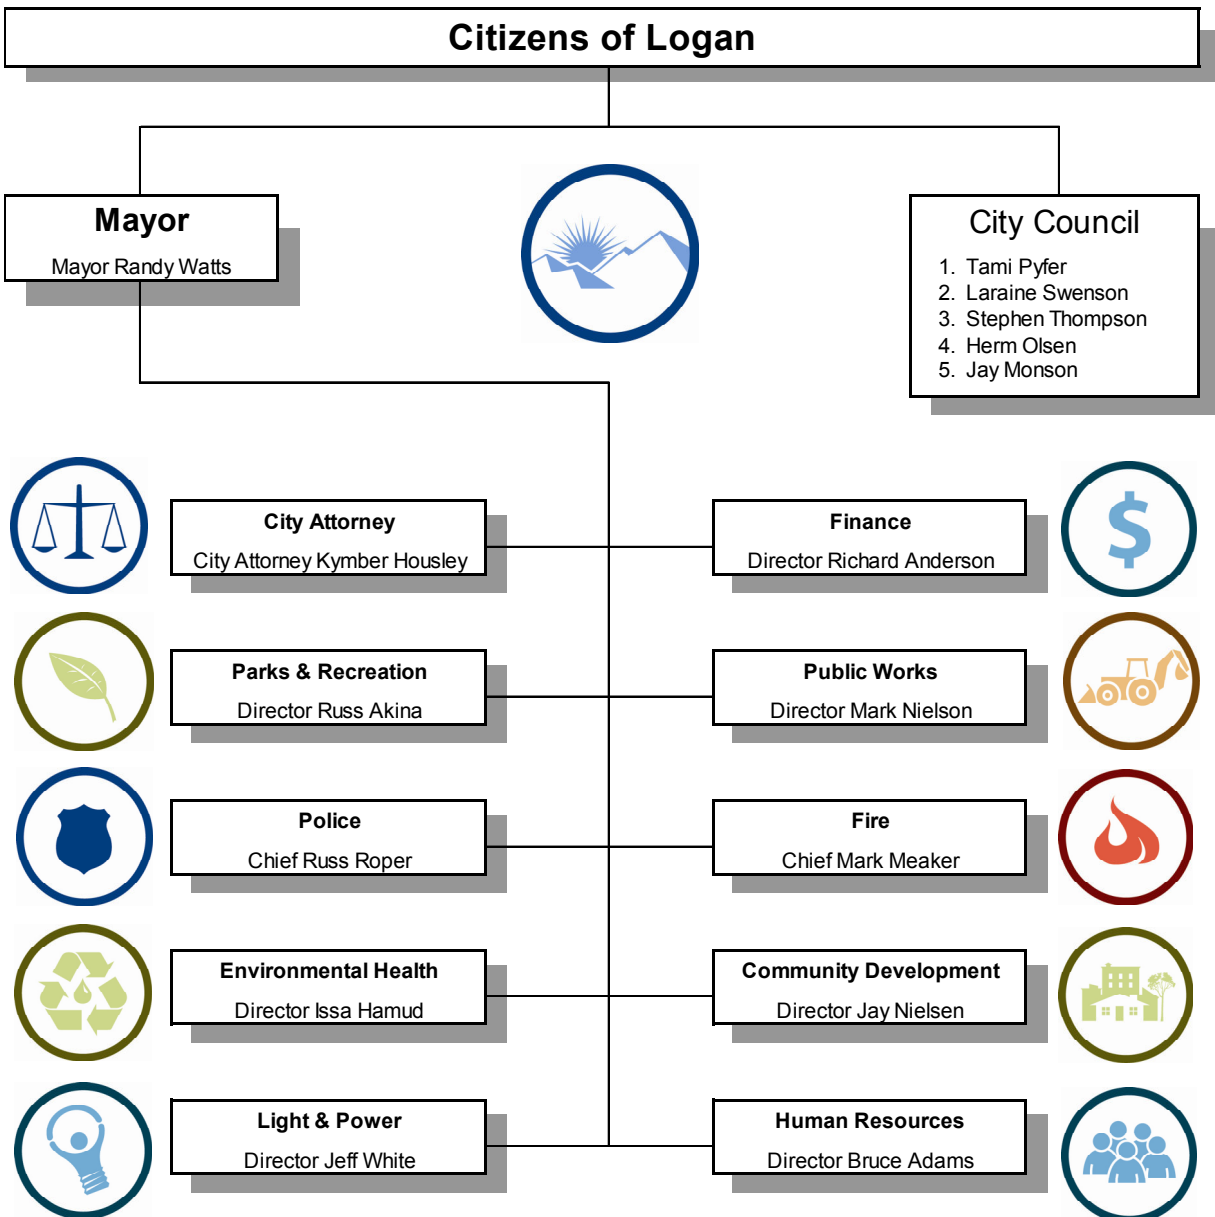 Citizens of Logan
Mayor
Mayor Randy Watts
City Council
1. Tami Pyfer
2. Laraine Swenson
3. Stephen Thompson
4. Herm Olsen
5. Jay Monson
City Attorney
City Attorney Kymber Housley
Finance
Director Richard Anderson
Parks & Recreation
Director Russ Akina
Public Works
Director Mark Nielson
Police
Chief Russ Roper
Fire
Chief Mark Meaker
Environmental Health
Director Issa Hamud
Community Development
Director Jay Nielsen
Light & Power
Director Jeff White
Human Resources
Director Bruce Adams